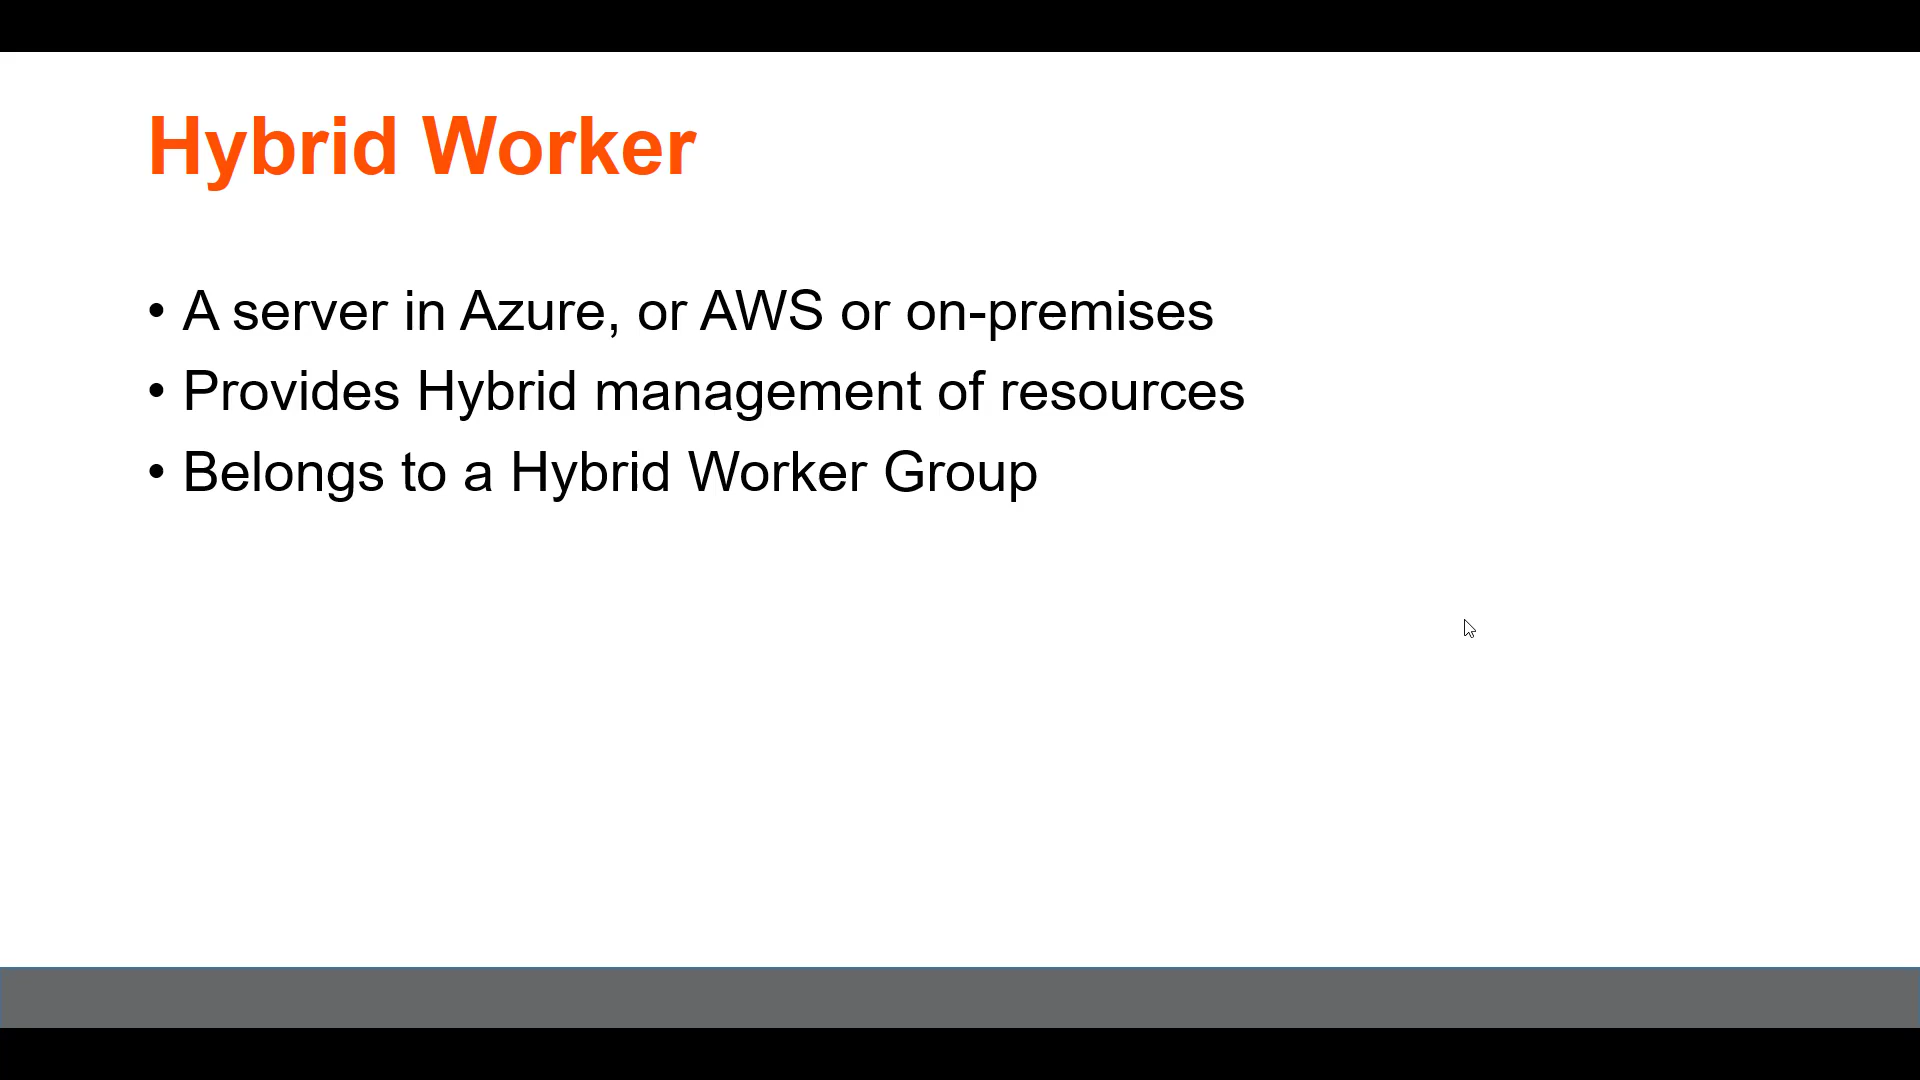 Hybrid Worker
• A server in Azure, or AWS or on-premises
• Provides Hybrid management of resources
• Belongs to a Hybrid Worker Group